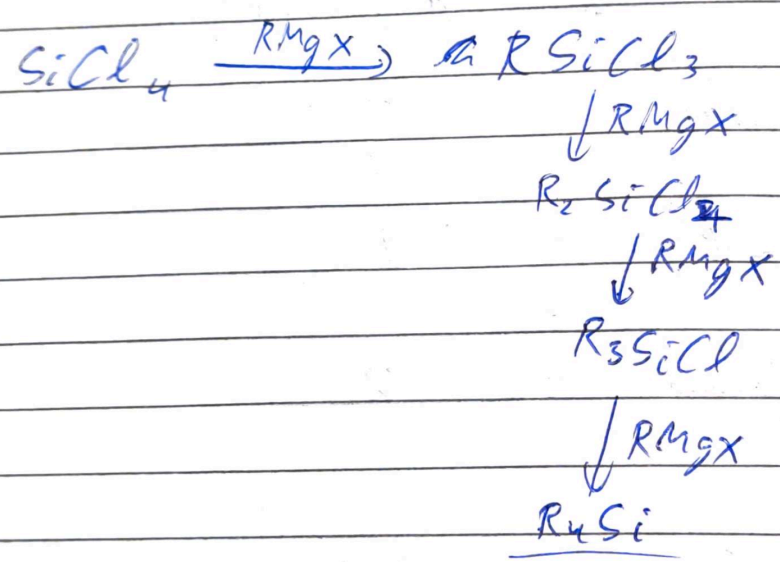 SiCl4 RMgX → RSiCl3
↓ RMgX
R2SiCl2
↓ RMgX
R3SiCl
↓ RMgX
R4Si